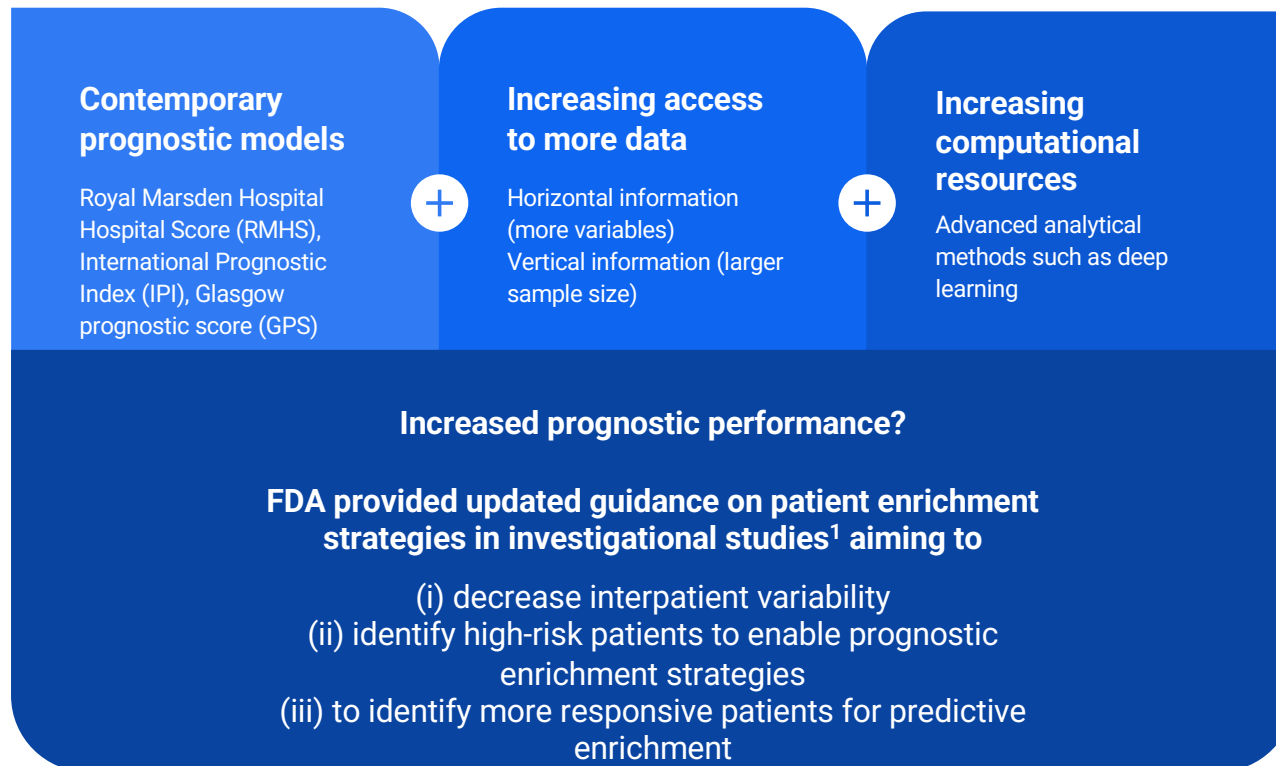 Contemporary
prognostic models
Royal Marsden Hospital
Hospital Score (RMHS),
International Prognostic
Index (IPI), Glasgow
prognostic score (GPS)
Increasing access
to more data
Horizontal information
(more variables)
Vertical information (larger
sample size)
Increasing
computational
resources
Advanced analytical
methods such as deep
learning
Increased prognostic performance?
FDA provided updated guidance on patient enrichment
strategies in investigational studies¹ aiming to
(i) decrease interpatient variability
(ii) identify high-risk patients to enable prognostic
enrichment strategies
(iii) to identify more responsive patients for predictive
enrichment